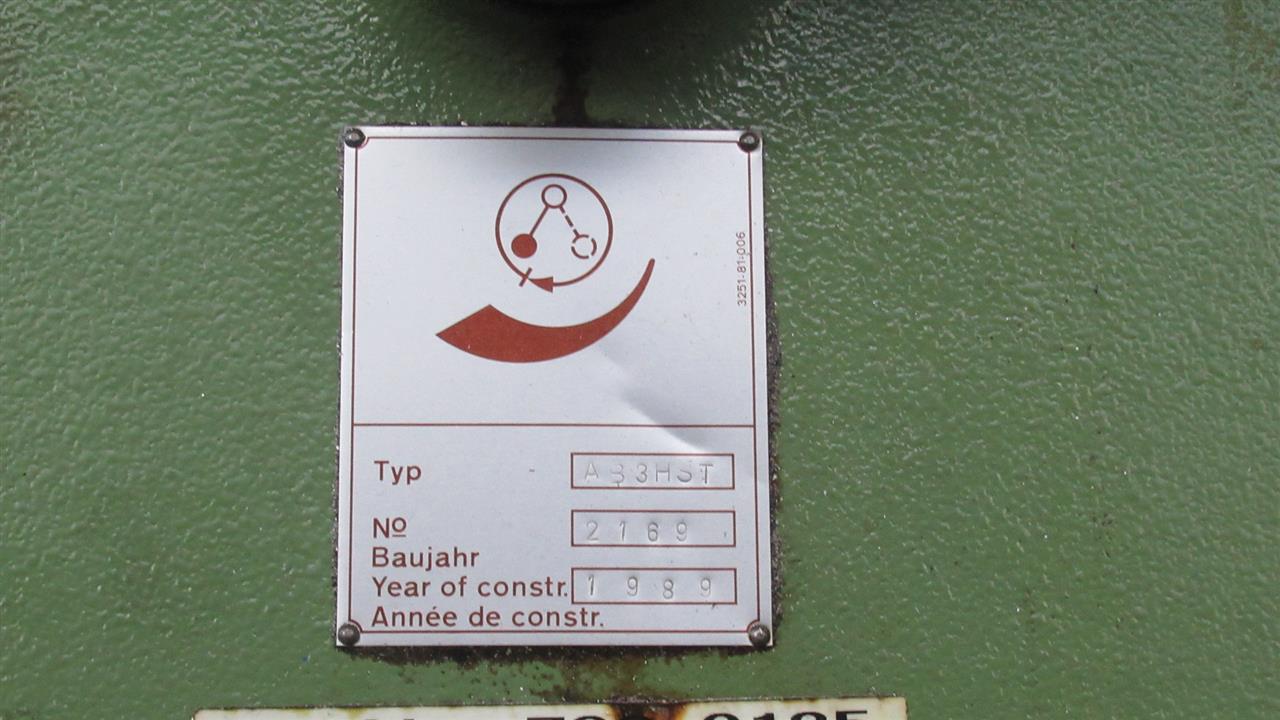 3251-81-006
Typ - AB3HST
Nº 2169
Baujahr
Year of constr. 1989
Année de constr.